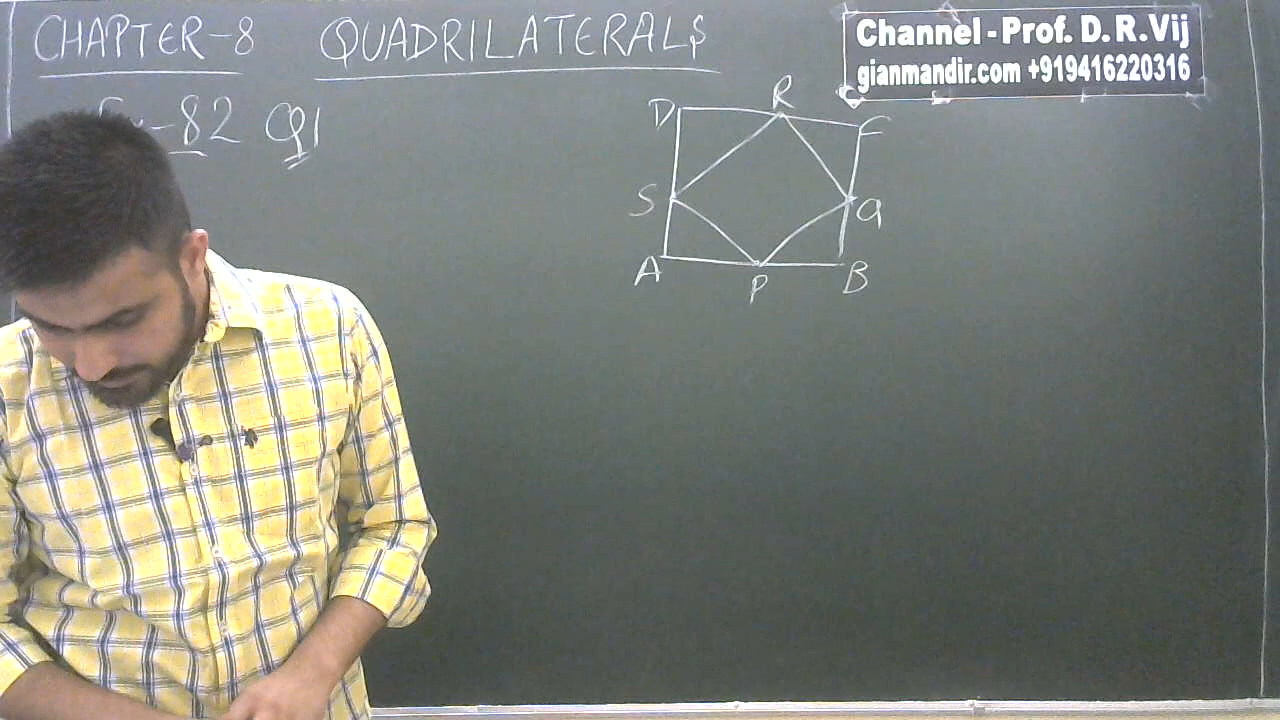 CHAPTER-8 QUADRILATERALS
Channel - Prof. D. R. Vij
gianmandir.com +919416220316
-82 Q1
D R C
S Q
A P B